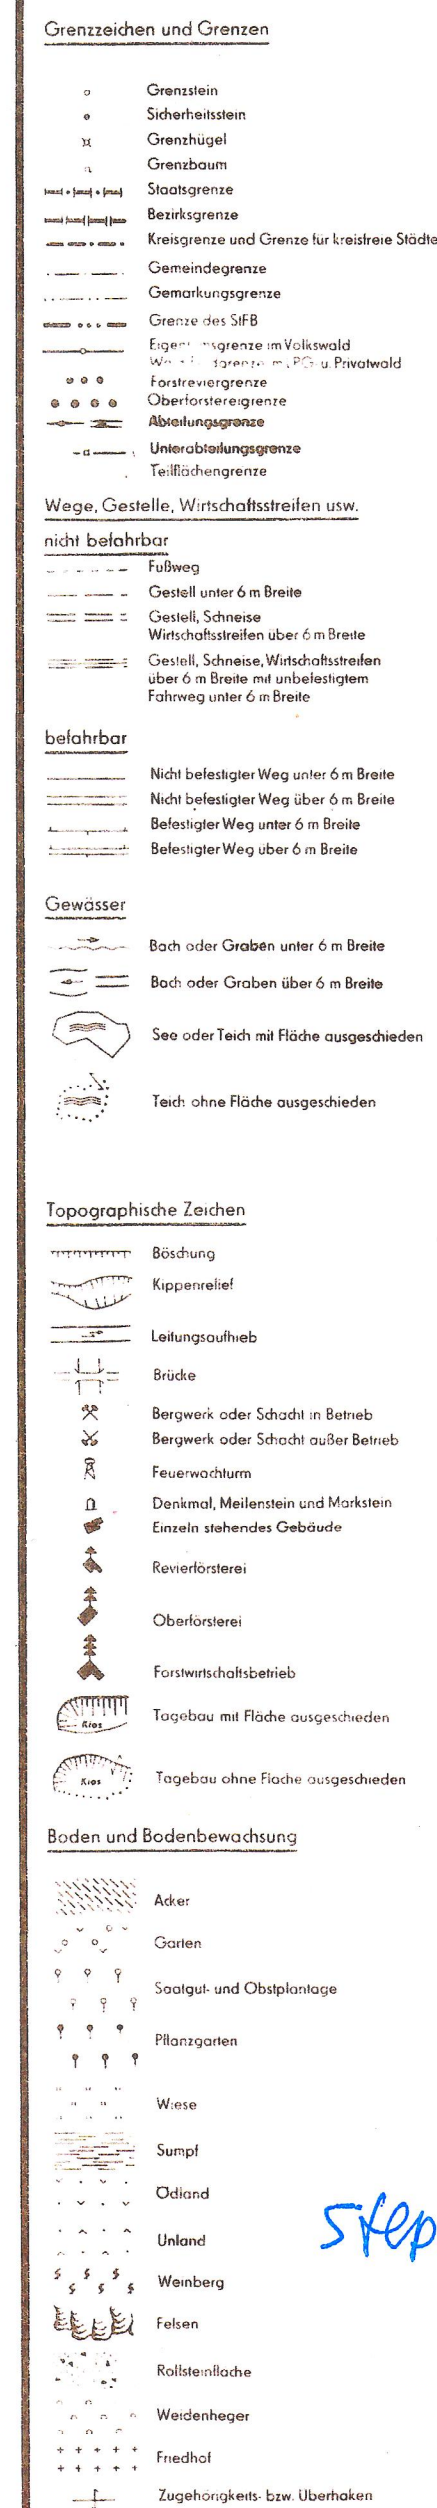 Grenzzeichen und Grenzen
Grenzstein
Sicherheitsstein
Grenzhügel
Grenzbaum
Staatsgrenze
Bezirksgrenze
Kreisgrenze und Grenze für kreisfreie Städte
Gemeindegrenze
Gemarkungsgrenze
Grenze des StFB
im Volkswald
u. Privatwald
Forstreviergrenze
Oberförstereigrenze
Abteilungsgrenze
Unterabteilungsgrenze
Teilflächengrenze
Wege, Gestelle, Wirtschaftsstreifen usw.
nicht befahrbar
Fußweg
Gestell unter 6 m Breite
Gestell, Schneise
Wirtschaftsstreifen über 6 m Breite
Gestell, Schneise, Wirtschaftsstreifen
über 6 m Breite mit unbefestigtem
Fahrweg unter 6 m Breite
befahrbar
Nicht befestigter Weg unter 6 m Breite
Nicht befestigter Weg über 6 m Breite
Befestigter Weg unter 6 m Breite
Befestigter Weg über 6 m Breite
Gewässer
Bach oder Graben unter 6 m Breite
Bach oder Graben über 6 m Breite
See oder Teich mit Fläche ausgeschieden
Teich ohne Fläche ausgeschieden
Topographische Zeichen
Böschung
Kippenrelief
Leitungsaufhieb
Brücke
Bergwerk oder Schacht in Betrieb
Bergwerk oder Schacht außer Betrieb
Feuerwachturm
Denkmal, Meilenstein und Markstein
Einzeln stehendes Gebäude
Revierförsterei
Oberförsterei
Forstwirtschaftsbetrieb
Kies
Tagebau mit Fläche ausgeschieden
Kies
Tagebau ohne Fläche ausgeschieden
Boden und Bodenbewachsung
Acker
Garten
Saatgut- und Obstplantage
Pflanzgarten
Wiese
Sumpf
Ödland
Unland
Step
Weinberg
Felsen
Rollsteinfläche
Weidenheger
Friedhof
Zugehörigkeits- bzw. Überhaken